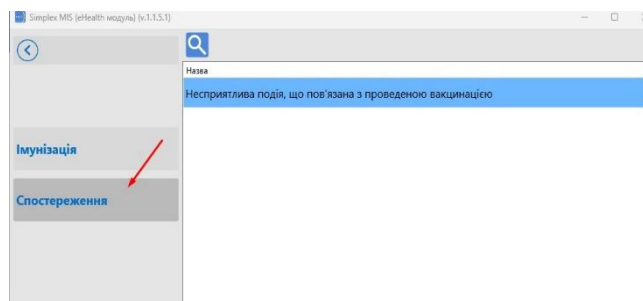 Simplex MIS (eHealth модуль) (v.1.1.5.1)
Назва
Несприятлива подія, що пов'язана з проведеною вакцинацією
Імунізація
Спостереження